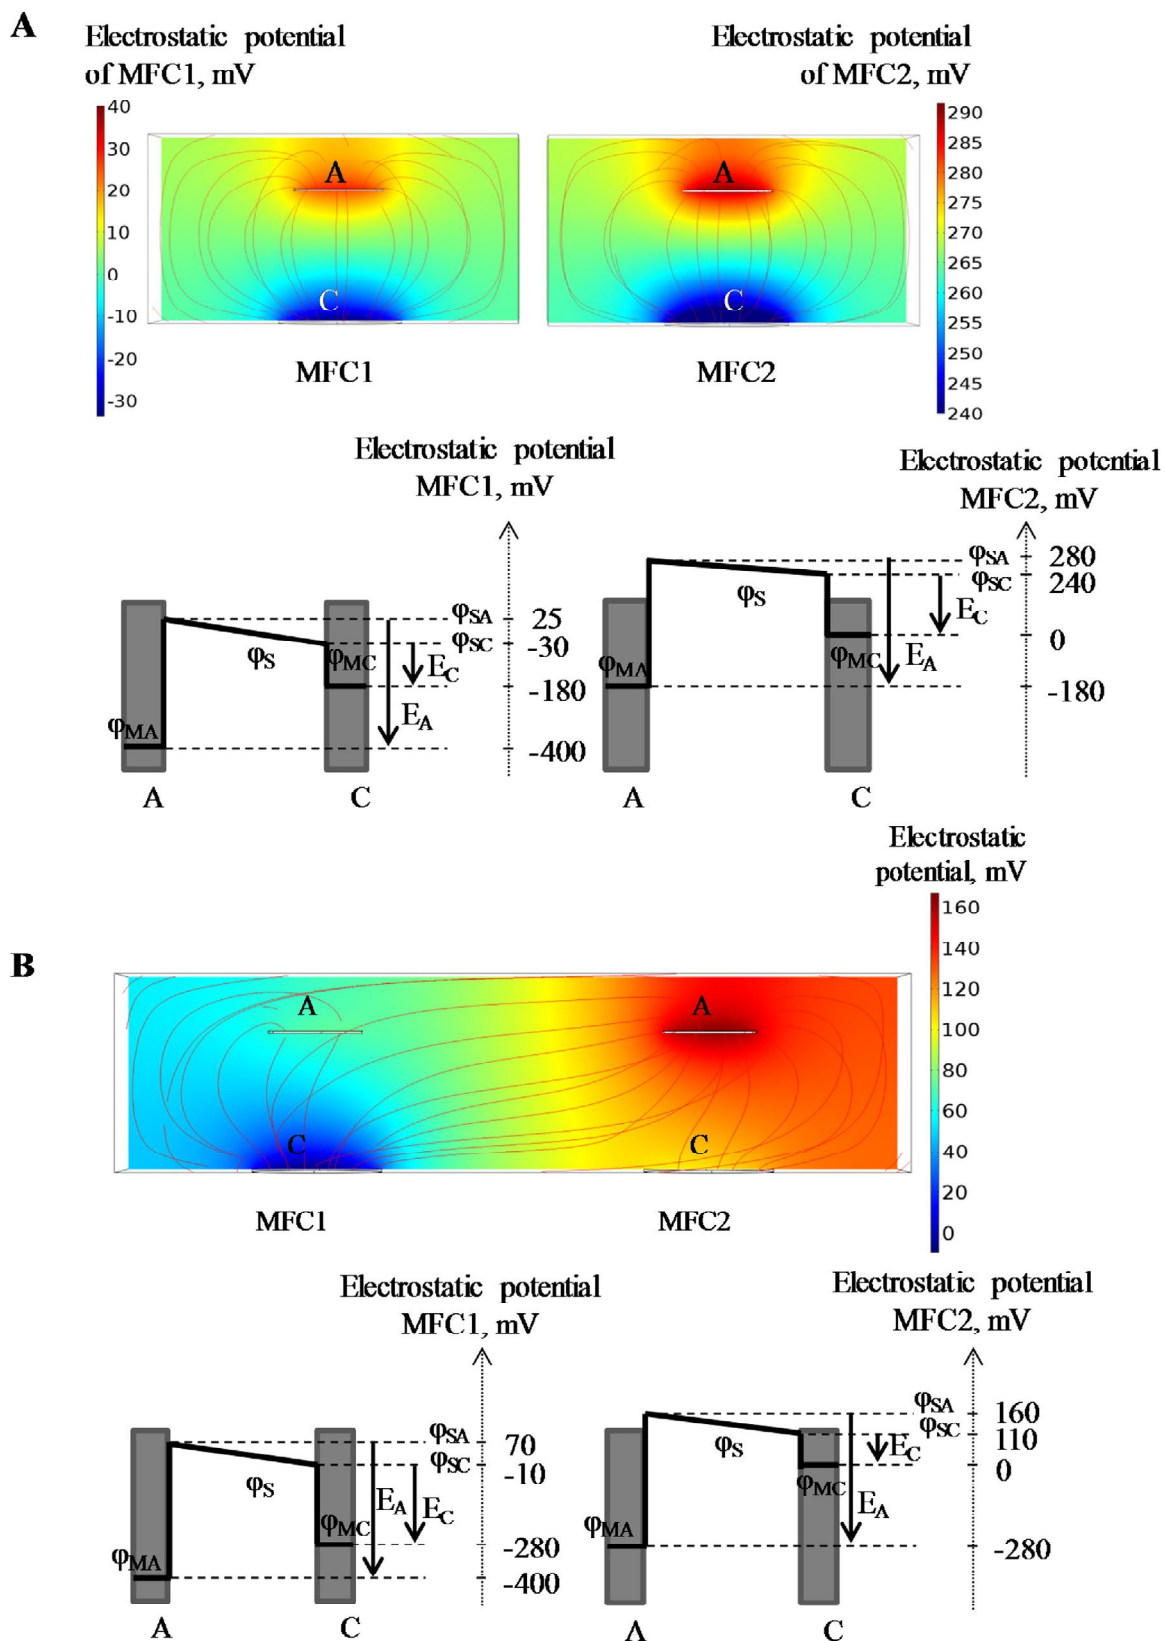 A
Electrostatic potential
of MFC1, mV
Electrostatic potential
of MFC2, mV
40
30
20
10
0
-10
-20
-30
A
C
MFC1
A
C
MFC2
290
285
280
275
270
265
260
255
250
245
240
Electrostatic potential
MFC1, mV
φMA
φS
φMC
φSA
φSC
EC
EA
25
-30
-180
-400
A
C
Electrostatic potential
MFC2, mV
φMA
φS
φMC
φSA
φSC
EC
EA
280
240
0
-180
A
C
B
Electrostatic
potential, mV
160
140
120
100
80
60
40
20
0
A
C
MFC1
A
C
MFC2
Electrostatic potential
MFC1, mV
φMA
φS
φMC
φSA
φSC
EA
EC
70
-10
-280
-400
A
C
Electrostatic potential
MFC2, mV
φMA
φS
φMC
φSA
φSC
EC
EA
160
110
0
-280
A
C